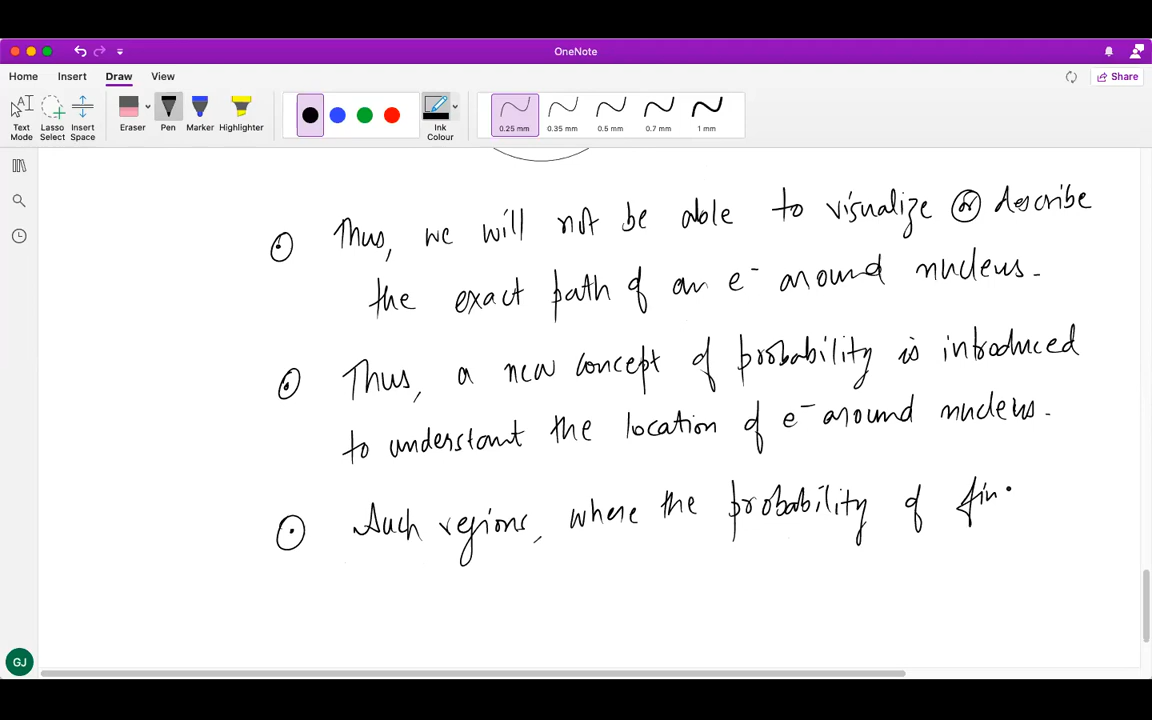 OneNote
Home Insert Draw View
Share
Text Mode
Lasso Select
Insert Space
Eraser
Pen
Marker
Highlighter
Ink Colour
0.25 mm
0.35 mm
0.5 mm
0.7 mm
1 mm
Thus, we will not be able to visualize or describe
the exact path of an e⁻ around nucleus.
Thus, a new concept of probability is introduced
to understant the location of e⁻ around nucleus.
Such regions, where the probability of fin
GJ